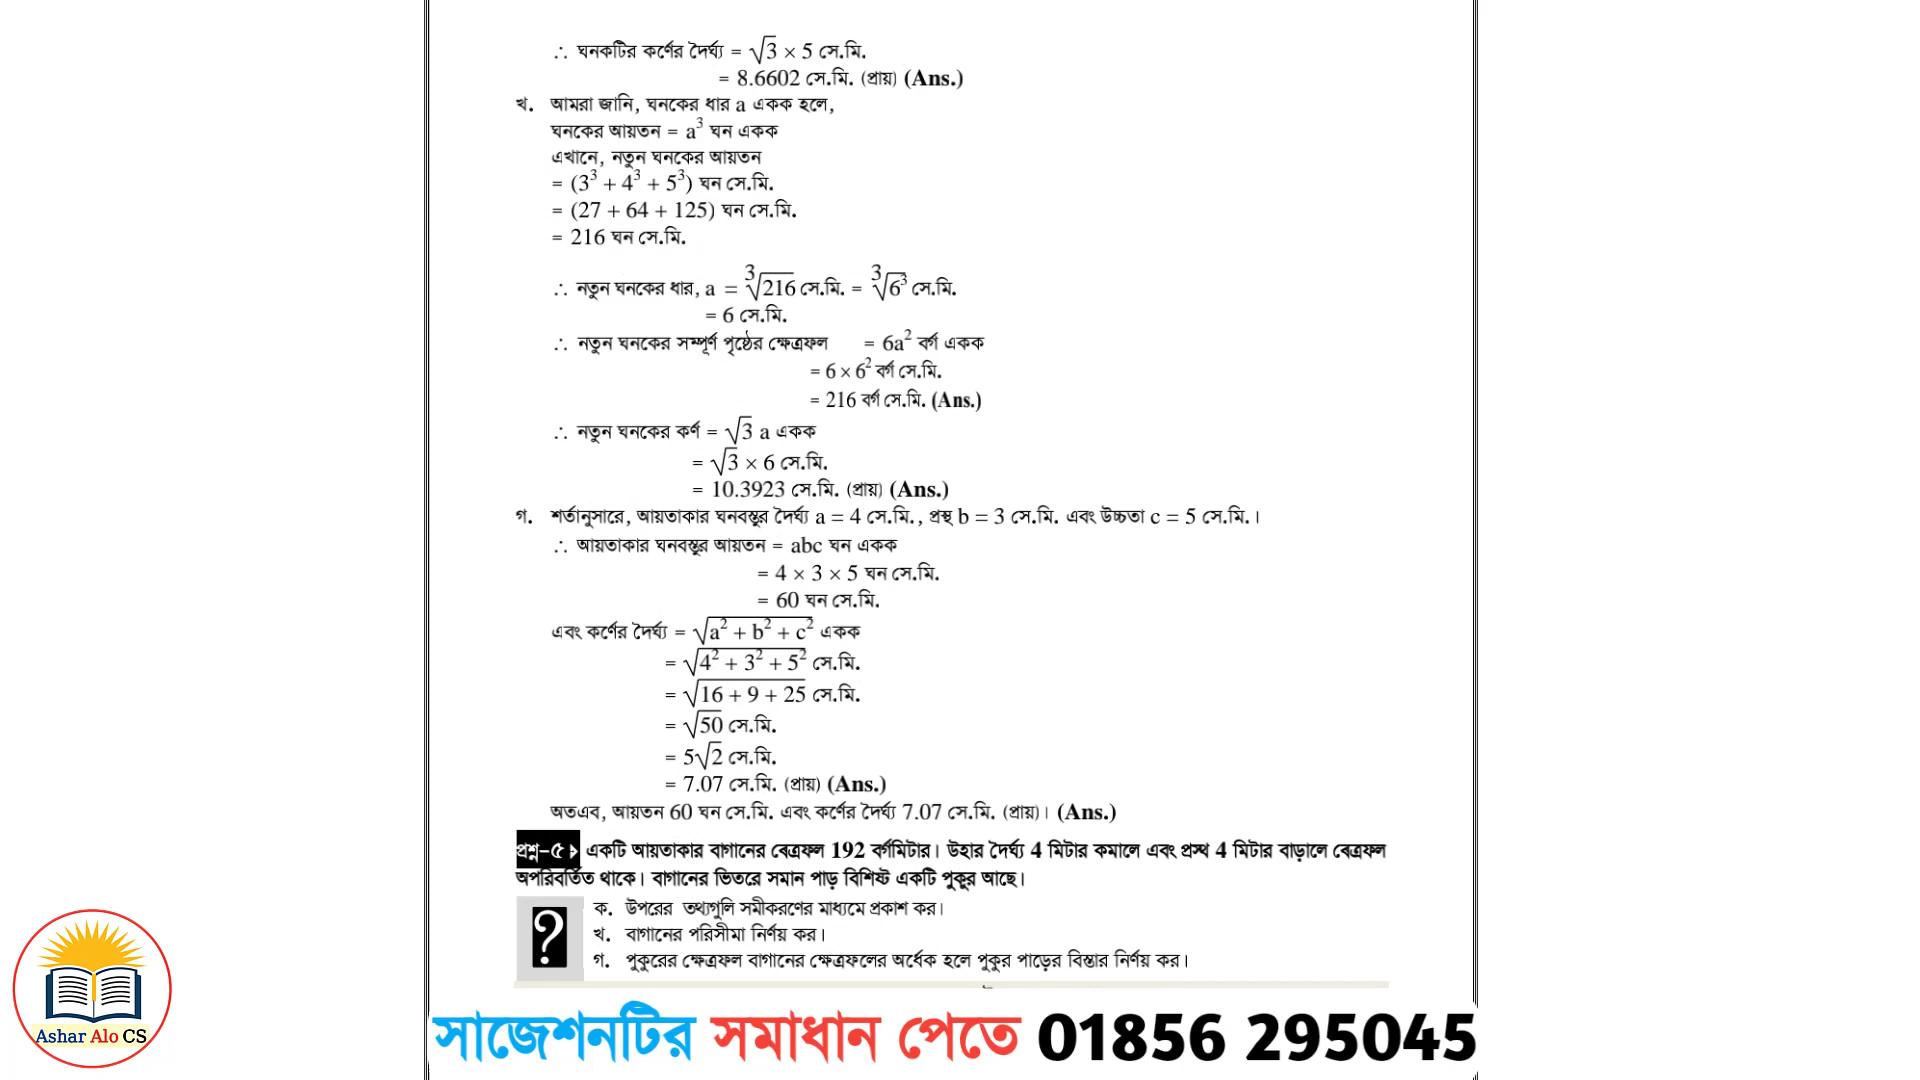 ∴ ঘনকটির কর্ণের দৈর্ঘ্য = √3 × 5 সে.মি.
= 8.6602 সে.মি. (প্রায়) (Ans.)
খ. আমরা জানি, ঘনকের ধার a একক হলে,
ঘনকের আয়তন = a³ ঘন একক
এখানে, নতুন ঘনকের আয়তন
= (3³ + 4³ + 5³) ঘন সে.মি.
= (27 + 64 + 125) ঘন সে.মি.
= 216 ঘন সে.মি.
∴ নতুন ঘনকের ধার, a = ∛216 সে.মি. = ∛6³ সে.মি.
= 6 সে.মি.
∴ নতুন ঘনকের সম্পূর্ণ পৃষ্ঠের ক্ষেত্রফল = 6a² বর্গ একক
= 6 × 6² বর্গ সে.মি.
= 216 বর্গ সে.মি. (Ans.)
∴ নতুন ঘনকের কর্ণ = √3 a একক
= √3 × 6 সে.মি.
= 10.3923 সে.মি. (প্রায়) (Ans.)
গ. শর্তানুসারে, আয়তাকার ঘনবস্তুর দৈর্ঘ্য a = 4 সে.মি., প্রস্থ b = 3 সে.মি. এবং উচ্চতা c = 5 সে.মি.।
∴ আয়তাকার ঘনবস্তুর আয়তন = abc ঘন একক
= 4 × 3 × 5 ঘন সে.মি.
= 60 ঘন সে.মি.
এবং কর্ণের দৈর্ঘ্য = √(a² + b² + c²) একক
= √(4² + 3² + 5²) সে.মি.
= √(16 + 9 + 25) সে.মি.
= √50 সে.মি.
= 5√2 সে.মি.
= 7.07 সে.মি. (প্রায়) (Ans.)
অতএব, আয়তন 60 ঘন সে.মি. এবং কর্ণের দৈর্ঘ্য 7.07 সে.মি. (প্রায়)। (Ans.)
প্রশ্ন-৫ একটি আয়তাকার বাগানের ৰেত্রফল 192 বর্গমিটার। উহার দৈর্ঘ্য 4 মিটার কমালে এবং প্রস্থ 4 মিটার বাড়ালে ৰেত্রফল
অপরিবর্তিত থাকে। বাগানের ভিতরে সমান পাড় বিশিষ্ট একটি পুকুর আছে।
? ক. উপরের তথ্যগুলি সমীকরণের মাধ্যমে প্রকাশ কর।
খ. বাগানের পরিসীমা নির্ণয় কর।
গ. পুকুরের ক্ষেত্রফল বাগানের ক্ষেত্রফলের অর্ধেক হলে পুকুর পাড়ের বিস্তার নির্ণয় কর।
Ashar Alo CS
সাজেশনটির সমাধান পেতে 01856 295045